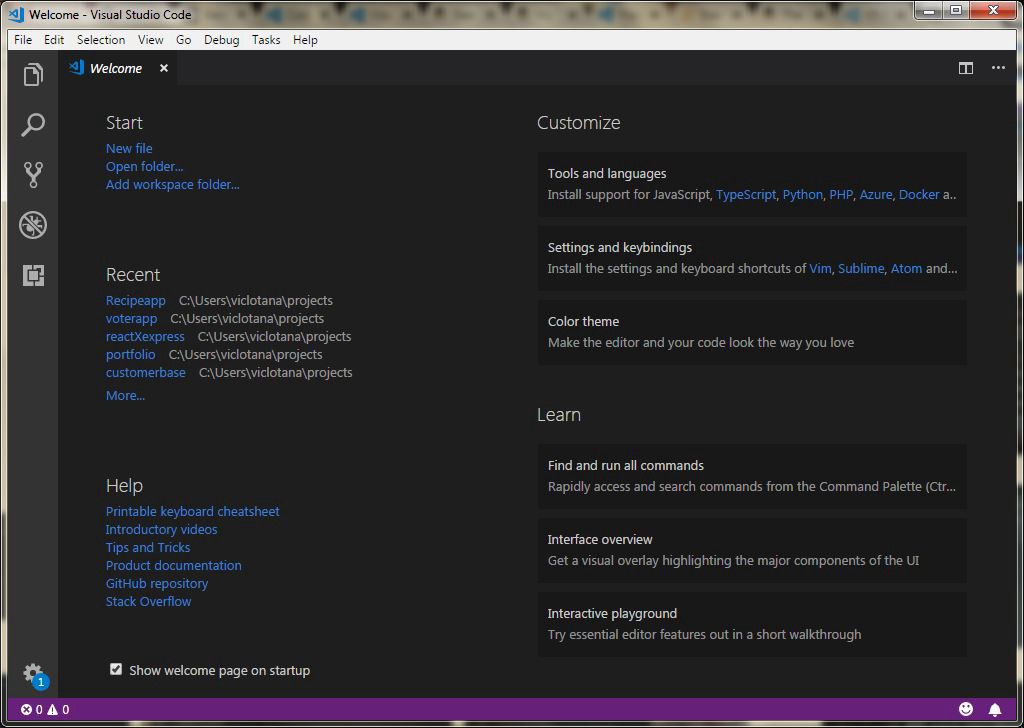 Welcome - Visual Studio Code
File Edit Selection View Go Debug Tasks Help
Welcome
Start
New file
Open folder...
Add workspace folder...
Recent
Recipeapp C:\Users\viclotana\projects
voterapp C:\Users\viclotana\projects
reactXexpress C:\Users\viclotana\projects
portfolio C:\Users\viclotana\projects
customerbase C:\Users\viclotana\projects
More...
Help
Printable keyboard cheatsheet
Introductory videos
Tips and Tricks
Product documentation
GitHub repository
Stack Overflow
Show welcome page on startup
Customize
Tools and languages
Install support for JavaScript, TypeScript, Python, PHP, Azure, Docker a..
Settings and keybindings
Install the settings and keyboard shortcuts of Vim, Sublime, Atom and...
Color theme
Make the editor and your code look the way you love
Learn
Find and run all commands
Rapidly access and search commands from the Command Palette (Ctr...
Interface overview
Get a visual overlay highlighting the major components of the UI
Interactive playground
Try essential editor features out in a short walkthrough
1
0 0